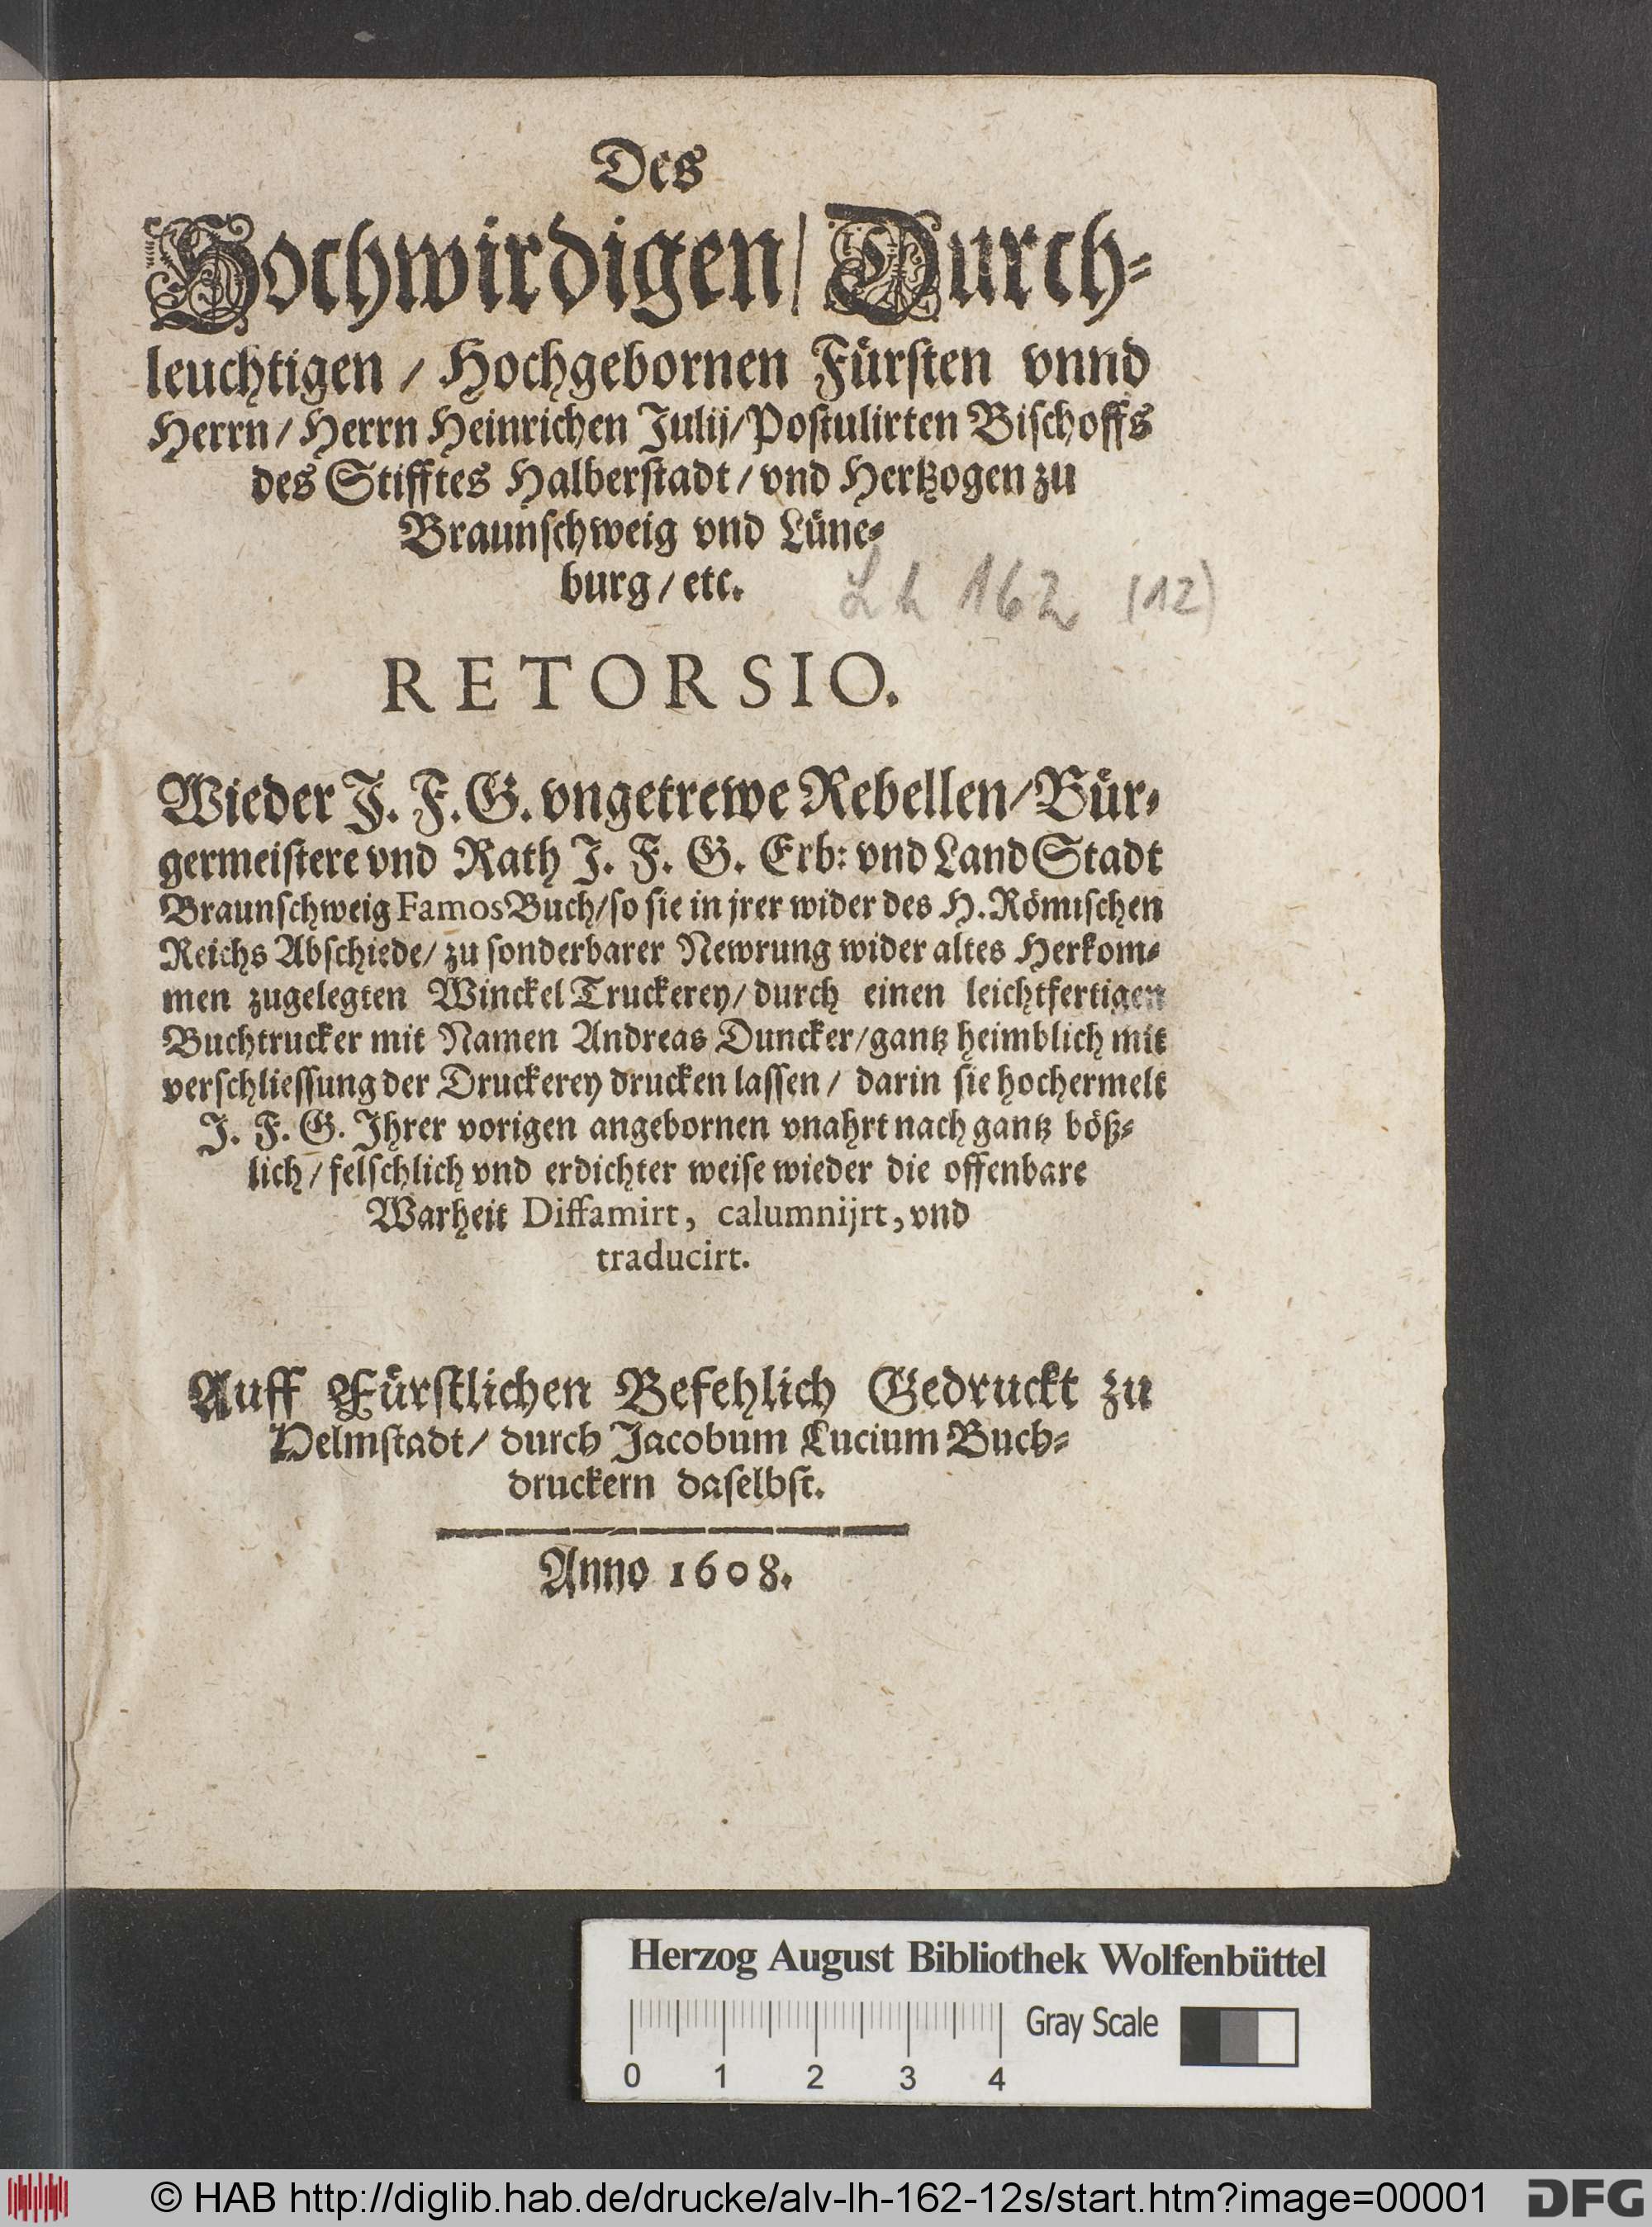 Des
Hochwirdigen/ Durch-
leuchtigen / Hochgebornen Fürsten vnnd
Herrn/ Herrn Heinrichen Julij/ Postulirten Bischoffs
des Stifftes Halberstadt / vnd Hertzogen zu
Braunschweig vnd Lüne-
burg / etc.
Lh 162 (12)
RETORSIO.
Wieder J. F. G. vngetrewe Rebellen/ Bür-
germeistere vnd Rath J. F. G. Erb: vnd Land Stadt
Braunschweig Famos Buch/ so sie in jrer wider des H. Römischen
Reichs Abschiede/ zu sonderbarer Newrung wider altes Herkom-
men zugelegten Winckel Truckerey/ durch einen leichtfertigen
Buchtrucker mit Namen Andreas Duncker/ gantz heimblich mit
verschliessung der Druckerey drucken lassen / darin sie hochermelt
J. F. G. Jhrer vorigen angebornen vnahrt nach gantz böß-
lich / felschlich vnd erdichter weise wieder die offenbare
Warheit Diffamirt, calumnijrt, vnd
traducirt.
Auff Fürstlichen Befehlich Gedruckt zu
Helmstadt/ durch Jacobum Lucium Buch-
druckern daselbst.
Anno 1608.
Herzog August Bibliothek Wolfenbüttel
Gray Scale
0 1 2 3 4
© HAB http://diglib.hab.de/drucke/alv-lh-162-12s/start.htm?image=00001 DFG